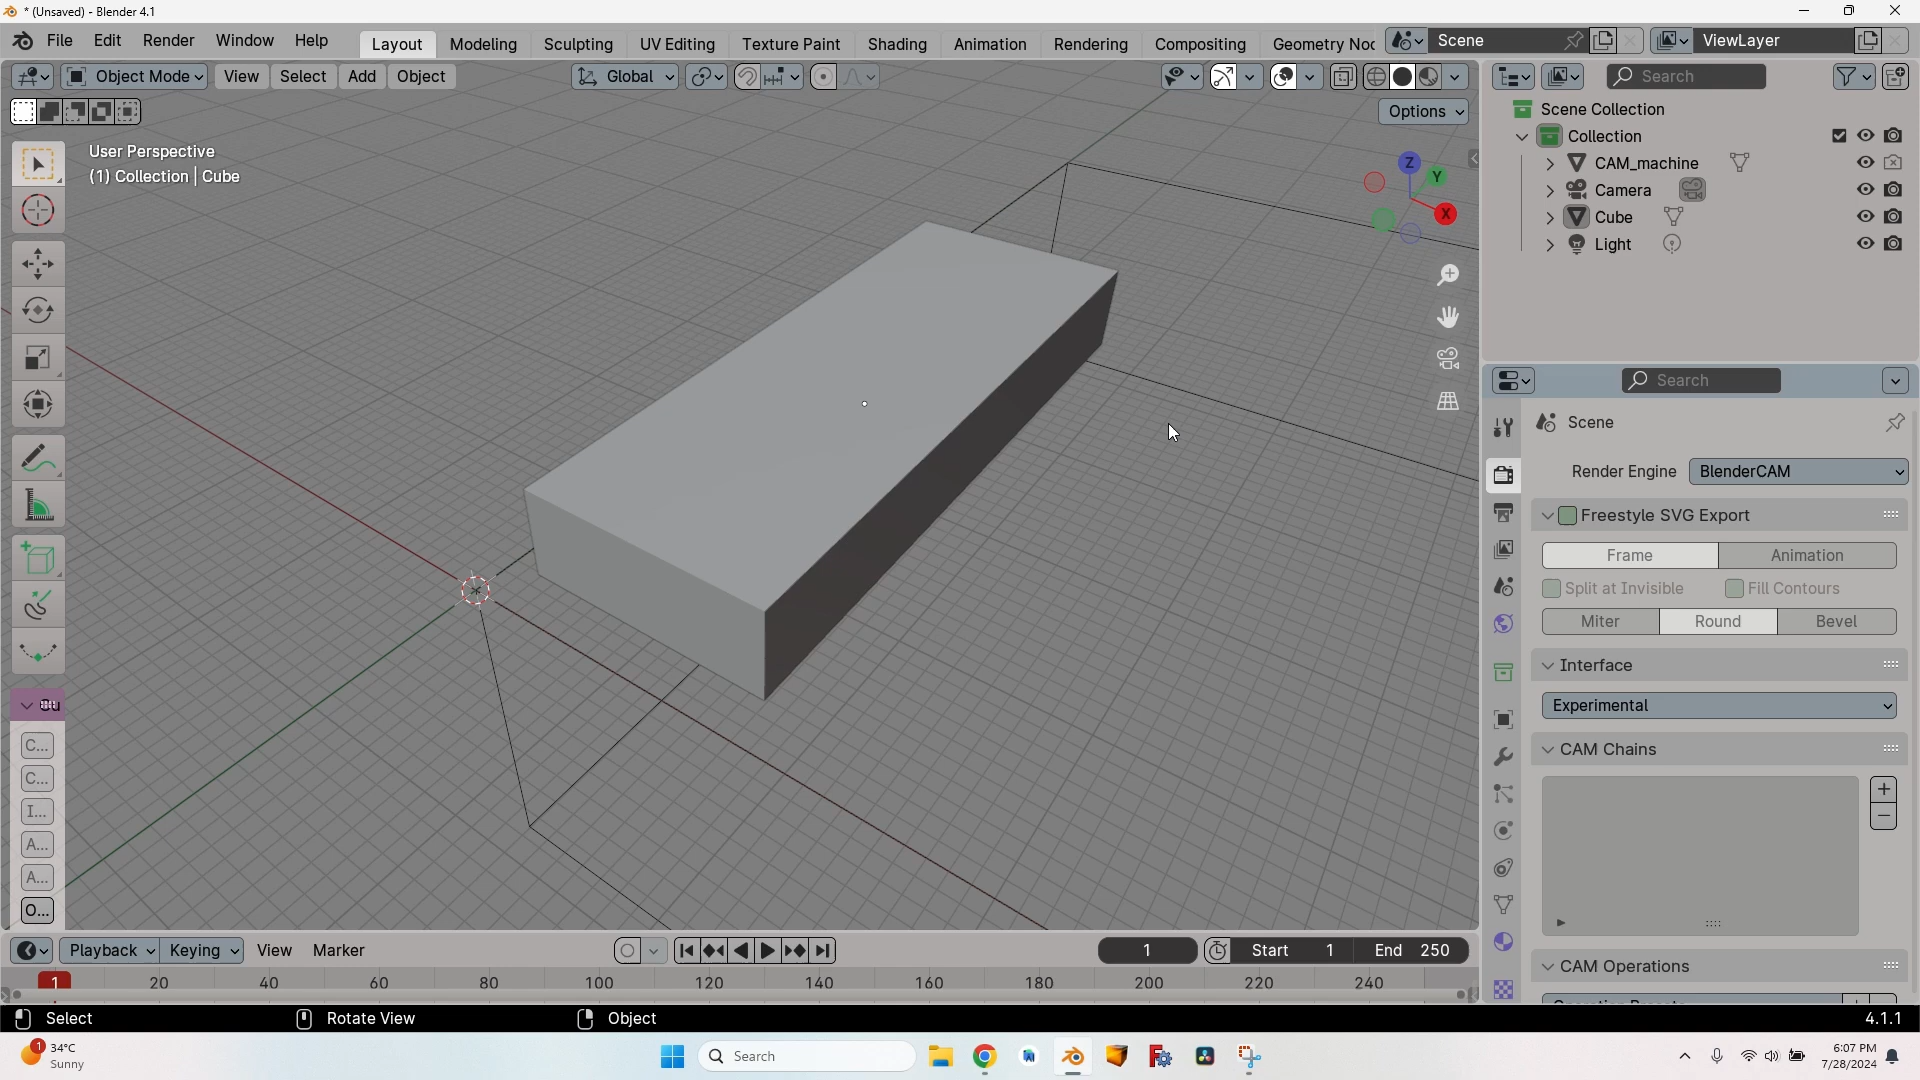 * (Unsaved) - Blender 4.1
File Edit Render Window Help Layout Modeling Sculpting UV Editing Texture Paint Shading Animation Rendering Compositing Geometry Noc Scene ViewLayer
Object Mode View Select Add Object Global Search
Options
Scene Collection
Collection
CAM_machine
Camera
Cube
Light
User Perspective
(1) Collection | Cube
Z
Y
X
Search
Scene
Render Engine BlenderCAM
Freestyle SVG Export
Frame Animation
Split at Invisible Fill Contours
Miter Round Bevel
Interface
Experimental
CAM Chains
CAM Operations
C...
C...
I...
A...
A...
O...
Playback Keying View Marker 1 Start 1 End 250
1 20 40 60 80 100 120 140 160 180 200 220 240
Select Rotate View Object 4.1.1
1 34°C
Sunny
Search
6:07 PM
7/28/2024